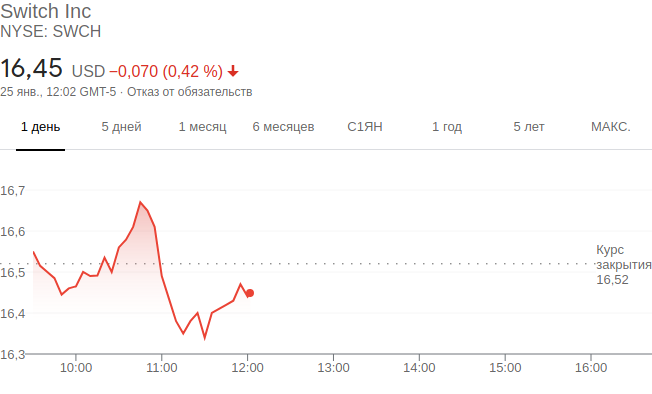 Switch Inc
NYSE: SWCH
16,45 USD −0,070 (0,42 %)
25 янв., 12:02 GMT-5 · Отказ от обязательств
1 день 5 дней 1 месяц 6 месяцев С1ЯН 1 год 5 лет МАКС.
16,7
16,6
Курс
закрытия
16,5 16,52
16,4
16,3
10:00 11:00 12:00 13:00 14:00 15:00 16:00